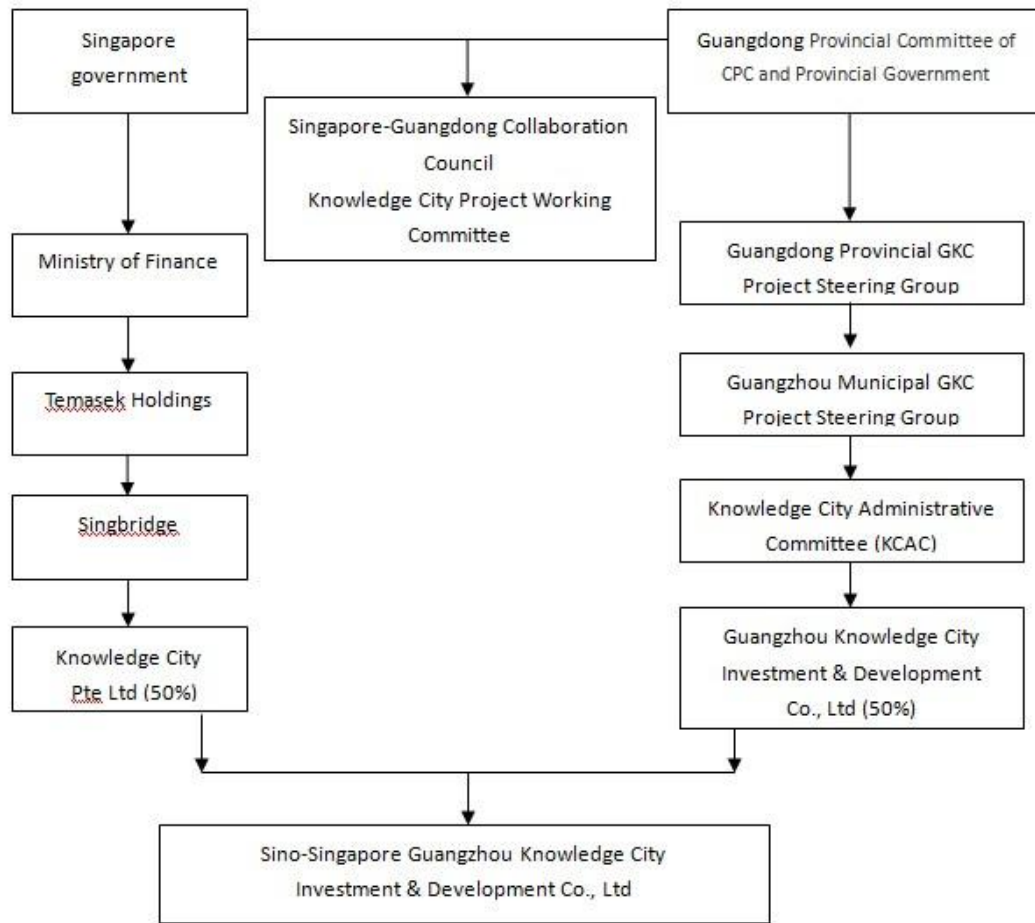 Singapore
government
Guangdong Provincial Committee of
CPC and Provincial Government
Singapore-Guangdong Collaboration
Council
Knowledge City Project Working
Committee
Ministry of Finance
Guangdong Provincial GKC
Project Steering Group
Temasek Holdings
Guangzhou Municipal GKC
Project Steering Group
Singbridge
Knowledge City Administrative
Committee (KCAC)
Knowledge City
Pte Ltd (50%)
Guangzhou Knowledge City
Investment & Development
Co., Ltd (50%)
Sino-Singapore Guangzhou Knowledge City
Investment & Development Co., Ltd